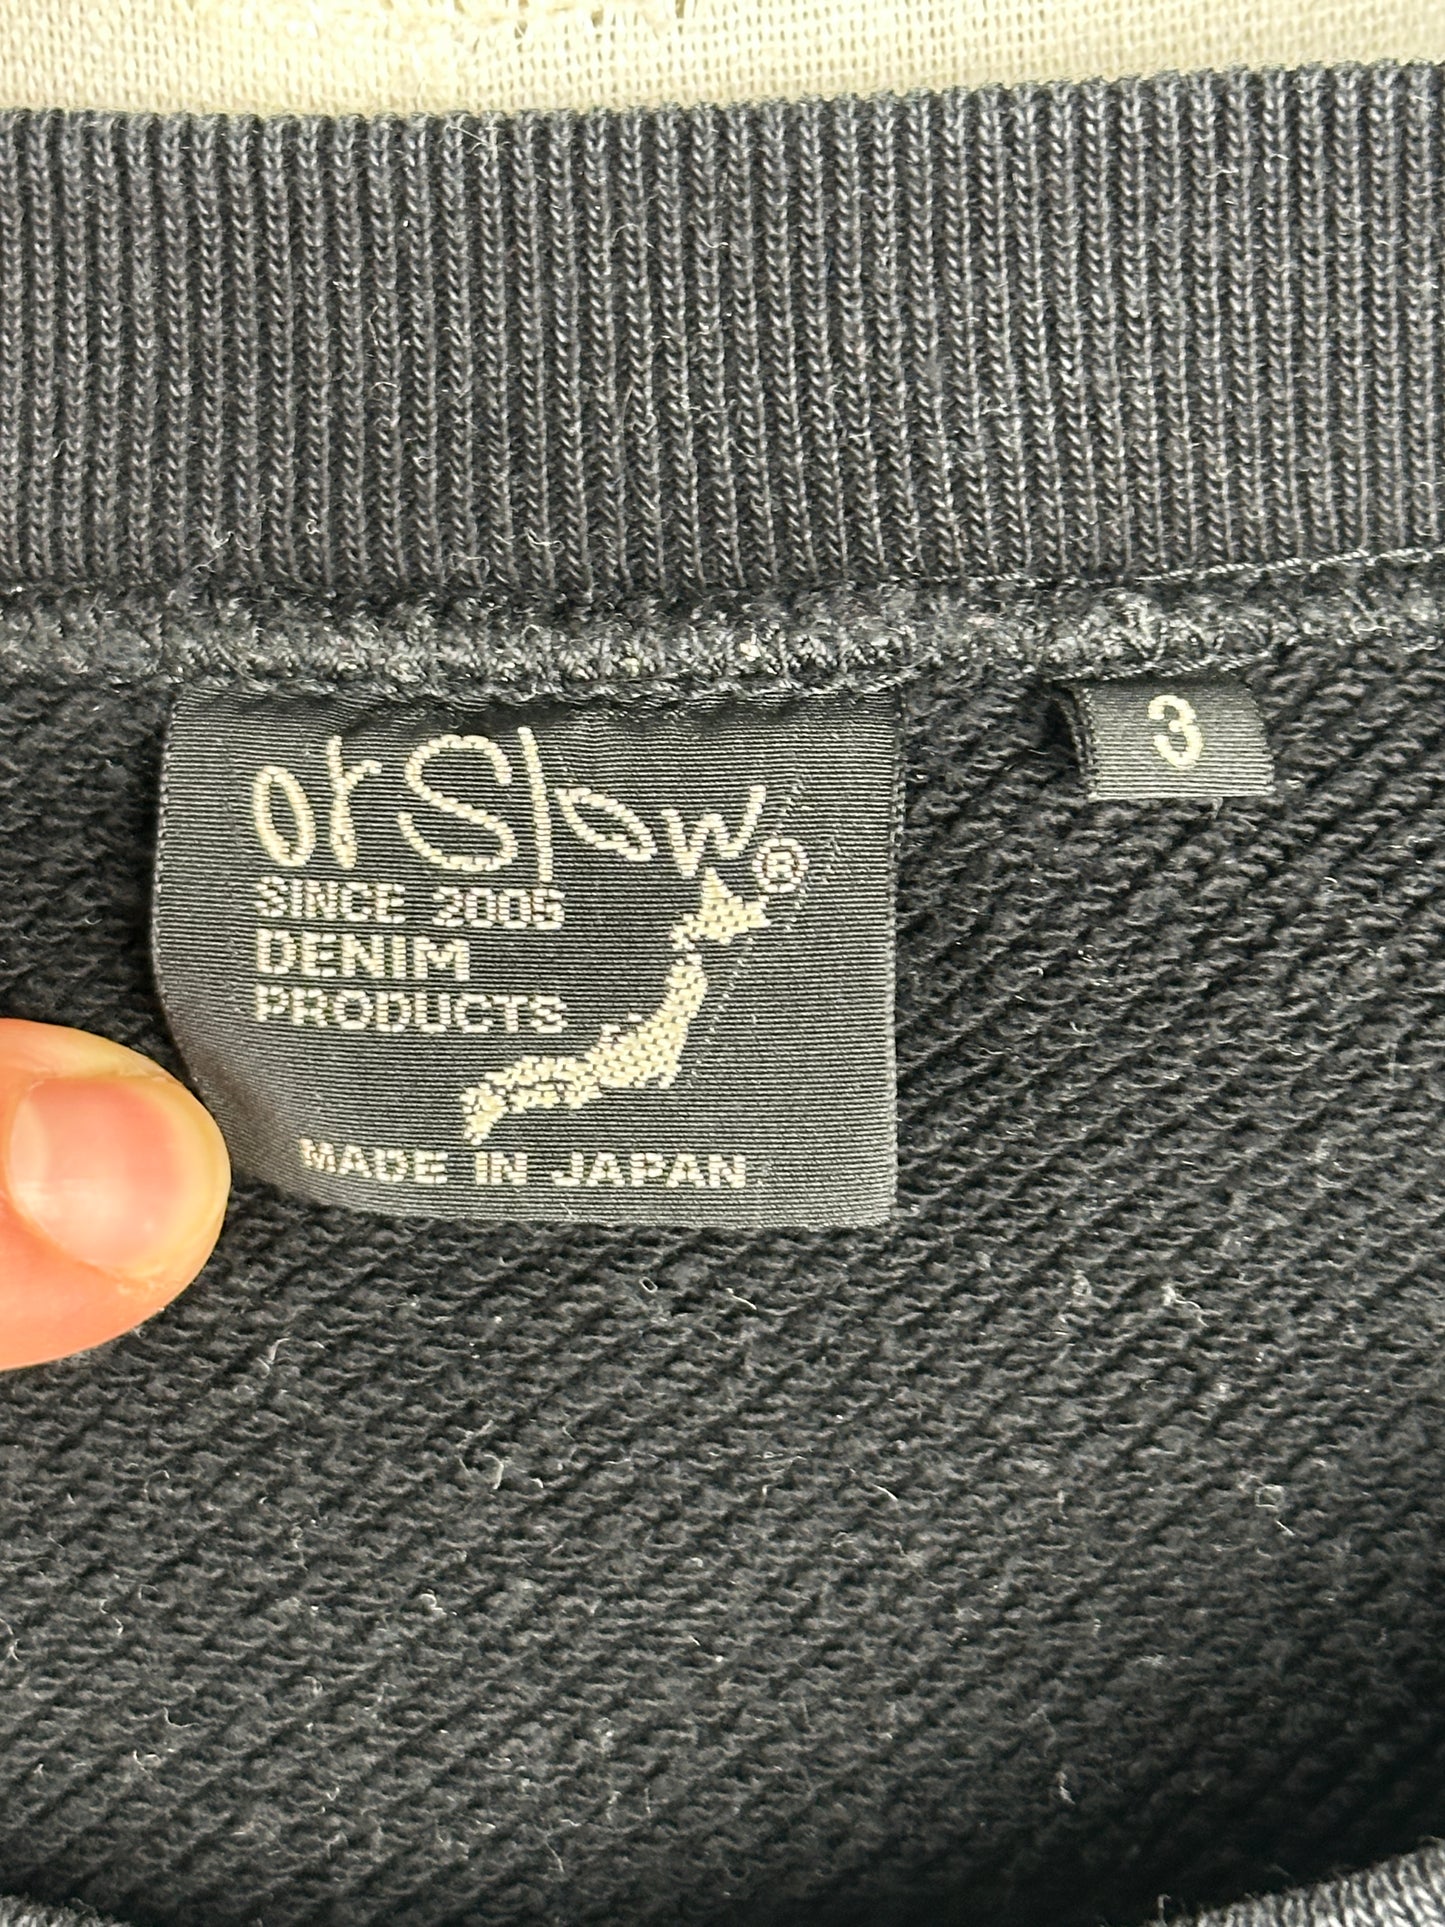 orslow®
SINCE 2005
DENIM
PRODUCTS
MADE IN JAPAN
3